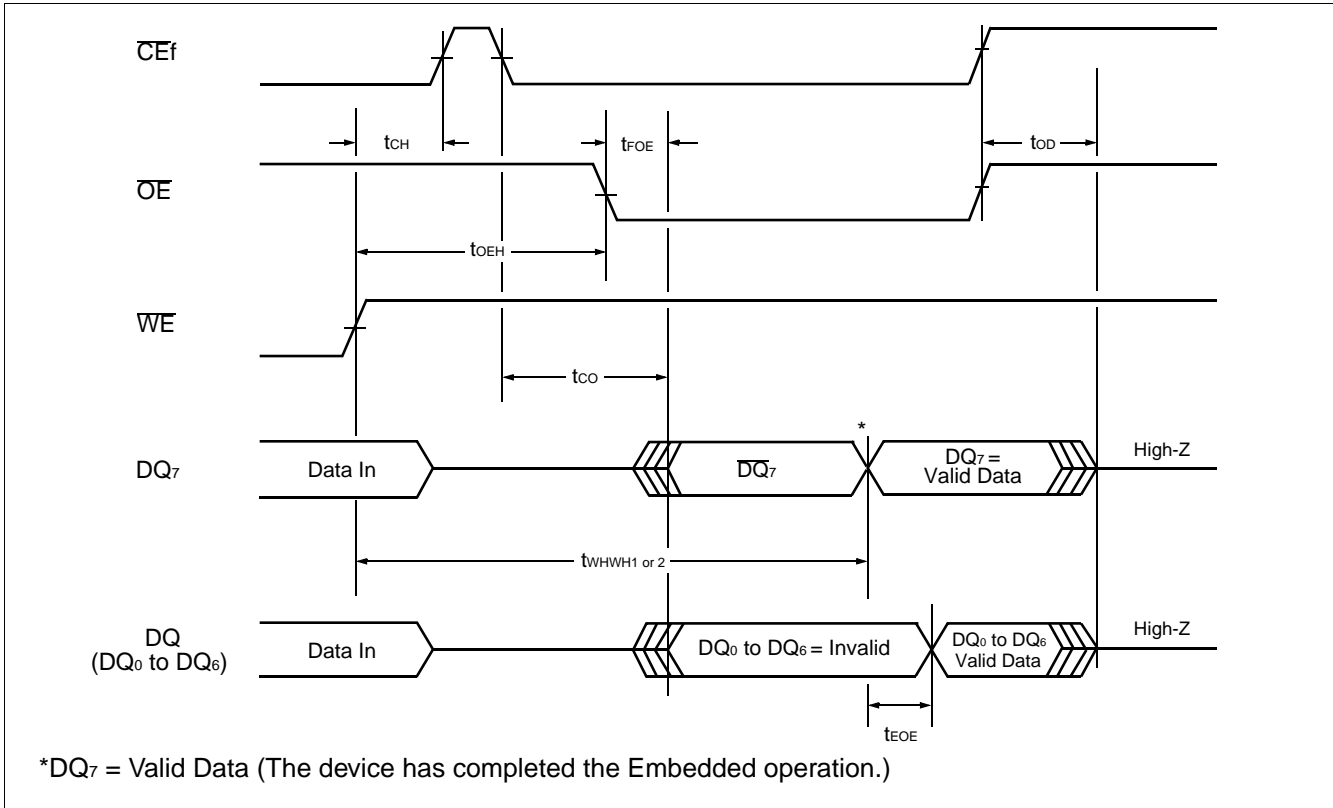 CEf
tCH
tFOE
tOD
OE
tOEH
WE
tCO
*
DQ7
Data In
DQ7
DQ7 =
Valid Data
High-Z
tWHWH1 or 2
DQ
(DQ0 to DQ6)
Data In
DQ0 to DQ6 = Invalid
DQ0 to DQ6
Valid Data
High-Z
tEOE
*DQ7 = Valid Data (The device has completed the Embedded operation.)